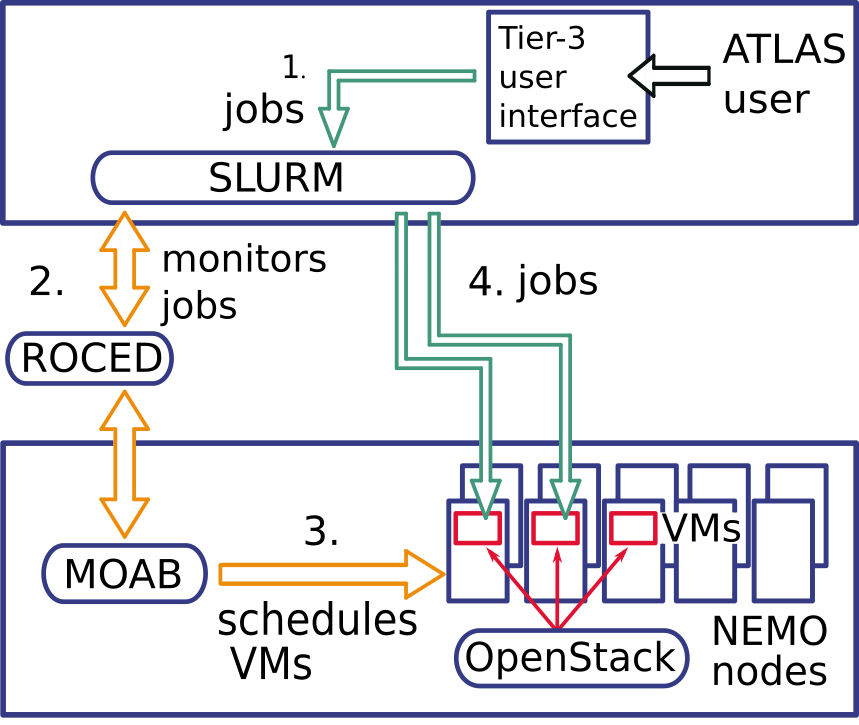 Tier-3
user
interface
ATLAS
user
1.
jobs
SLURM
2.
monitors
jobs
4. jobs
ROCED
3.
MOAB
schedules
VMs
VMs
OpenStack
NEMO
nodes